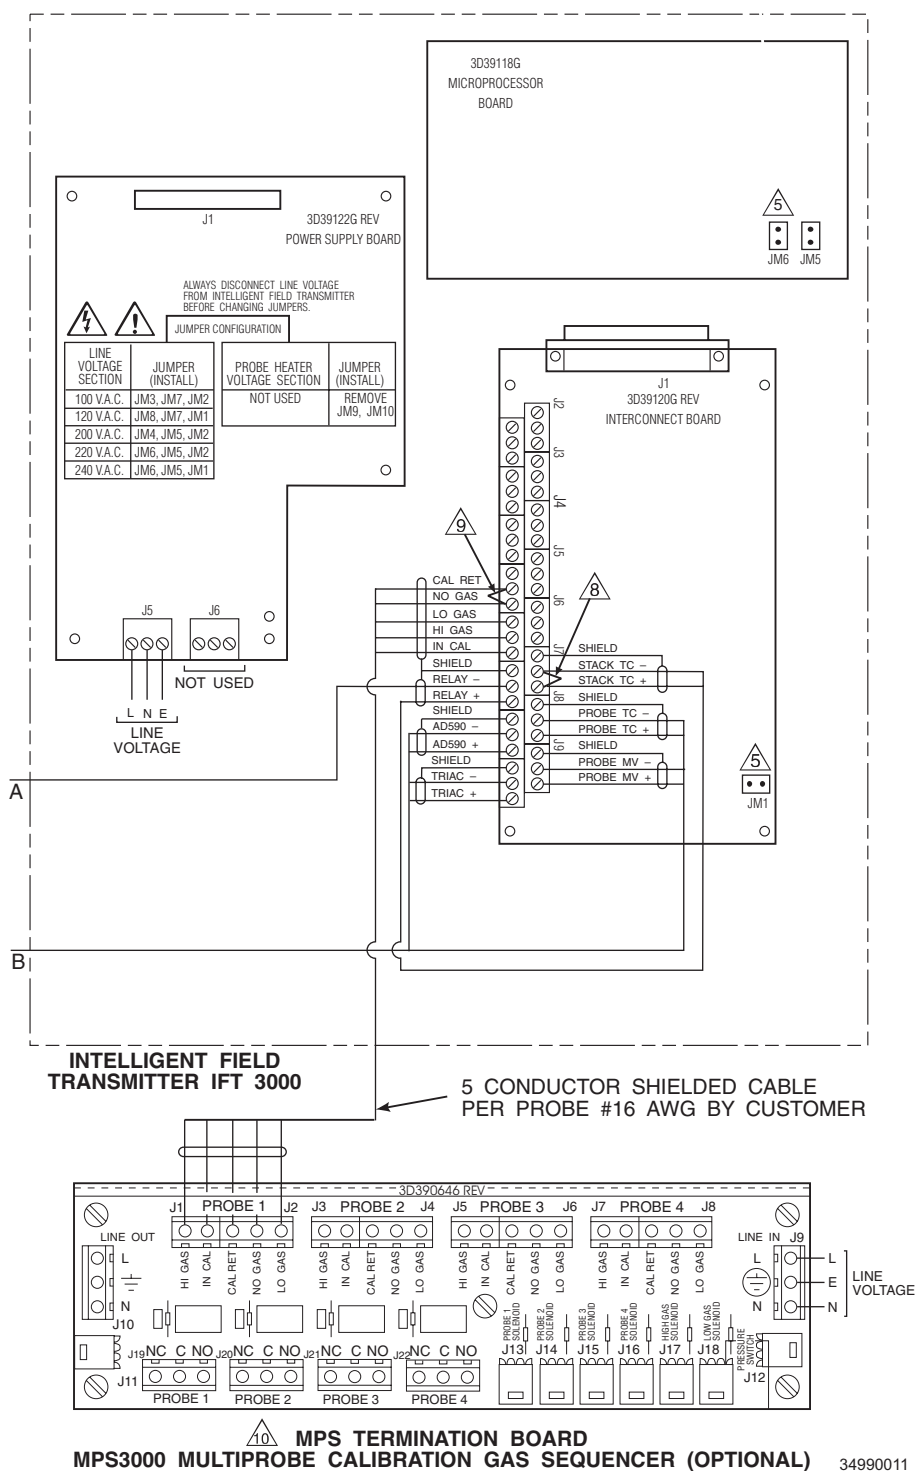 3D39118G
MICROPROCESSOR
BOARD
5
JM6 JM5
J1
3D39122G REV
POWER SUPPLY BOARD
ALWAYS DISCONNECT LINE VOLTAGE
FROM INTELLIGENT FIELD TRANSMITTER
BEFORE CHANGING JUMPERS.
JUMPER CONFIGURATION
LINE VOLTAGE SECTION JUMPER (INSTALL) PROBE HEATER VOLTAGE SECTION JUMPER (INSTALL)
100 V.A.C. JM3, JM7, JM2 NOT USED REMOVE JM9, JM10
120 V.A.C. JM8, JM7, JM1
200 V.A.C. JM4, JM5, JM2
220 V.A.C. JM6, JM5, JM2
240 V.A.C. JM6, JM5, JM1
J5 J6
NOT USED
L N E
LINE
VOLTAGE
J1
3D39120G REV
INTERCONNECT BOARD
J2
J3
J4
J5
J6
J7
J8
J9
9
8
CAL RET
NO GAS
LO GAS
HI GAS
IN CAL
SHIELD
RELAY –
RELAY +
SHIELD
AD590 –
AD590 +
SHIELD
TRIAC –
TRIAC +
SHIELD
STACK TC –
STACK TC +
SHIELD
PROBE TC –
PROBE TC +
SHIELD
PROBE MV –
PROBE MV +
5
JM1
A
B
INTELLIGENT FIELD
TRANSMITTER IFT 3000
5 CONDUCTOR SHIELDED CABLE
PER PROBE #16 AWG BY CUSTOMER
3D390646 REV
J1 PROBE 1 J2 J3 PROBE 2 J4 J5 PROBE 3 J6 J7 PROBE 4 J8
HI GAS IN CAL CAL RET NO GAS LO GAS HI GAS IN CAL CAL RET NO GAS LO GAS HI GAS IN CAL CAL RET NO GAS LO GAS HI GAS IN CAL CAL RET NO GAS LO GAS
LINE OUT
L
N
J10
J11
LINE IN J9
L L
E
N N
LINE
VOLTAGE
PROBE 1 SOLENOID
PROBE 2 SOLENOID
PROBE 3 SOLENOID
PROBE 4 SOLENOID
HIGH GAS SOLENOID
LOW GAS SOLENOID
PRESSURE SWITCH
J13 J14 J15 J16 J17 J18
J12
J19 NC C NO J20 NC C NO J21 NC C NO J22 NC C NO
PROBE 1 PROBE 2 PROBE 3 PROBE 4
10 MPS TERMINATION BOARD
MPS3000 MULTIPROBE CALIBRATION GAS SEQUENCER (OPTIONAL)
34990011